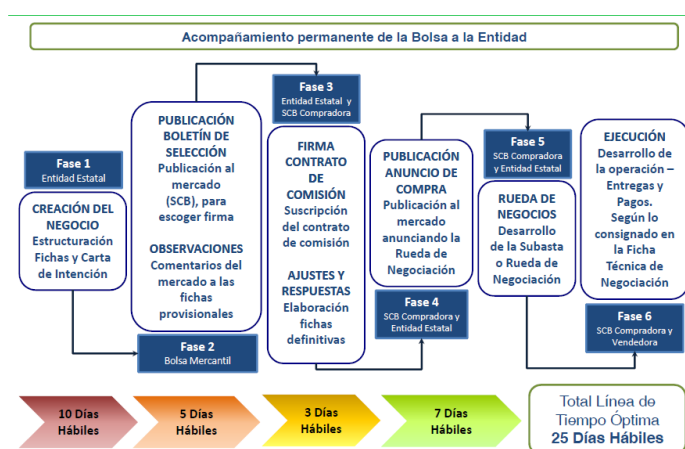 Acompañamiento permanente de la Bolsa a la Entidad
Fase 1
Entidad Estatal
CREACIÓN DEL
NEGOCIO
Estructuración
Fichas y Carta
de Intención
PUBLICACIÓN
BOLETÍN DE
SELECCIÓN
Publicación al
mercado
(SCB), para
escoger firma
OBSERVACIONES
Comentarios del
mercado a las
fichas
provisionales
Fase 2
Bolsa Mercantil
Fase 3
Entidad Estatal y
SCB Compradora
FIRMA
CONTRATO
DE
COMISIÓN
Suscripción
del contrato
de comisión
AJUSTES Y
RESPUESTAS
Elaboración
fichas
definitivas
PUBLICACIÓN
ANUNCIO DE
COMPRA
Publicación al
mercado
anunciando la
Rueda de
Negociación
Fase 4
SCB Compradora y
Entidad Estatal
Fase 5
SCB Compradora
y Entidad Estatal
RUEDA DE
NEGOCIOS
Desarrollo
de la Subasta
o Rueda de
Negociación
EJECUCIÓN
Desarrollo de
la operación –
Entregas y
Pagos.
Según lo
consignado en
la Ficha
Técnica de
Negociación
Fase 6
SCB Compradora y
Vendedora
10 Días
Hábiles
5 Días
Hábiles
3 Días
Hábiles
7 Días
Hábiles
Total Línea de
Tiempo Óptima
25 Días Hábiles